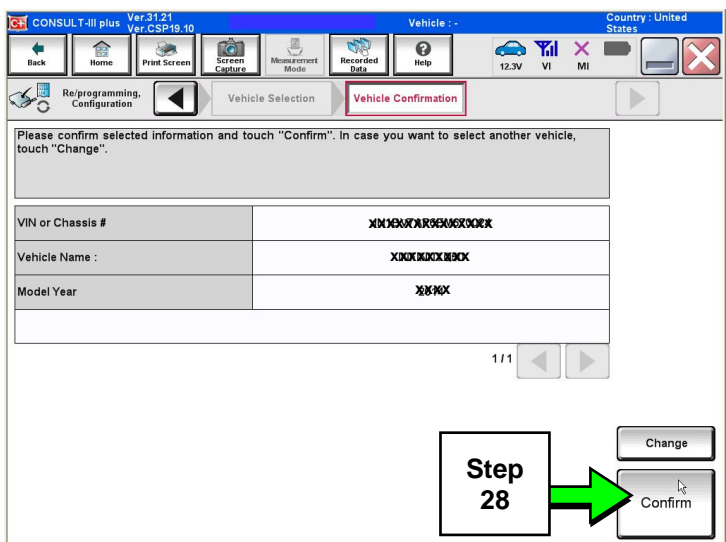 CONSULT-III plus Ver.31.21
Ver.CSP19.10
Vehicle : -
Country : United States
Back
Home
Print Screen
Screen Capture
Measurement Mode
Recorded Data
Help
12.3V
VI
MI
Re/programming, Configuration
Vehicle Selection
Vehicle Confirmation
Please confirm selected information and touch "Confirm". In case you want to select another vehicle,
touch "Change".
VIN or Chassis #
Vehicle Name :
Model Year
1/1
Change
Step
28
Confirm